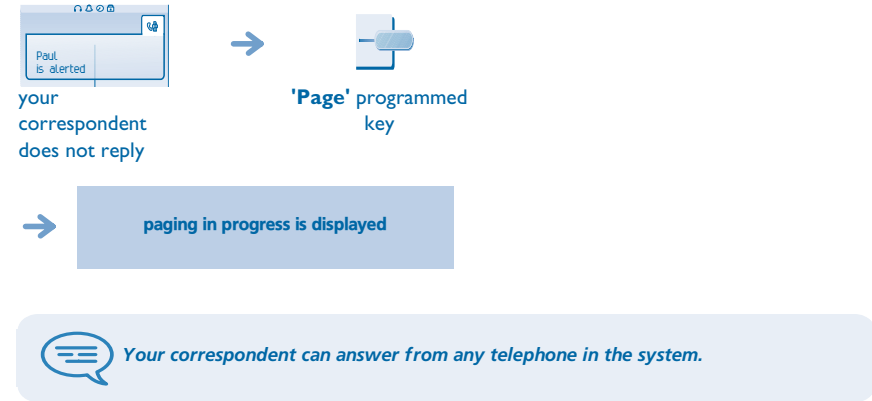 Paul
is alerted
your
correspondent
does not reply
'Page' programmed
key
paging in progress is displayed
Your correspondent can answer from any telephone in the system.